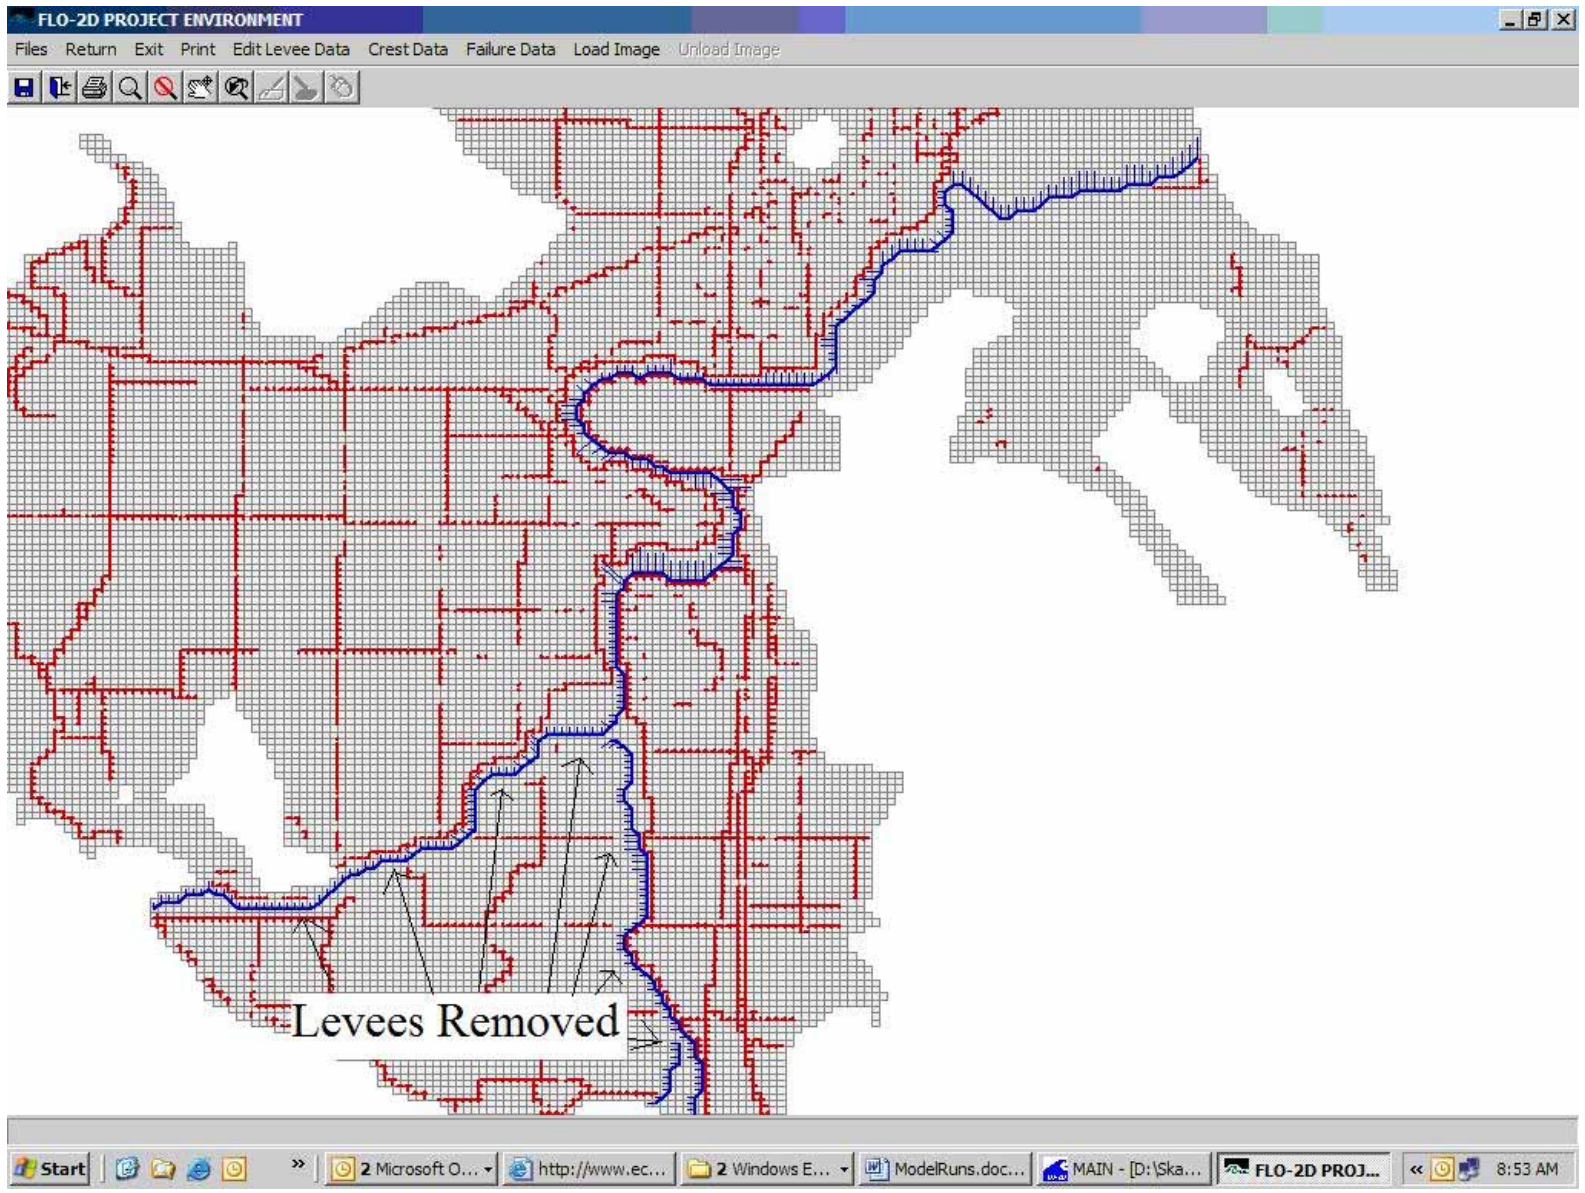 FLO-2D PROJECT ENVIRONMENT
Files Return Exit Print Edit Levee Data Crest Data Failure Data Load Image Unload Image
Levees Removed
Start » 2 Microsoft O... http://www.ec... 2 Windows E... ModelRuns.doc... MAIN - [D:\Ska... FLO-2D PROJ... « 8:53 AM